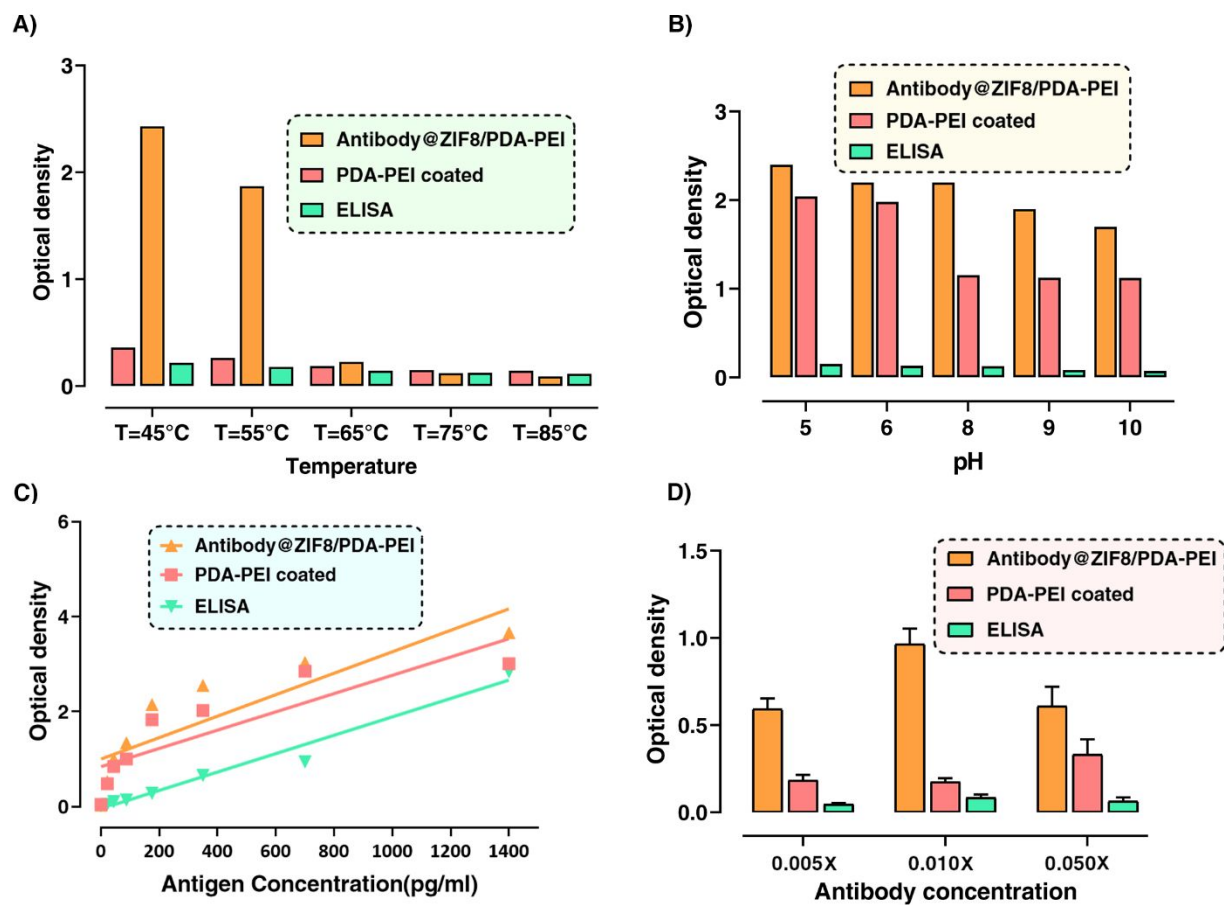 A)
Optical density
3
2
1
0
Antibody@ZIF8/PDA-PEI
PDA-PEI coated
ELISA
T=45°C T=55°C T=65°C T=75°C T=85°C
Temperature
B)
Optical density
3
2
1
0
Antibody@ZIF8/PDA-PEI
PDA-PEI coated
ELISA
5 6 8 9 10
pH
C)
Optical density
6
4
2
0
Antibody@ZIF8/PDA-PEI
PDA-PEI coated
ELISA
0 200 400 600 800 1000 1200 1400
Antigen Concentration(pg/ml)
D)
Optical density
1.5
1.0
0.5
0.0
Antibody@ZIF8/PDA-PEI
PDA-PEI coated
ELISA
0.005X 0.010X 0.050X
Antibody concentration